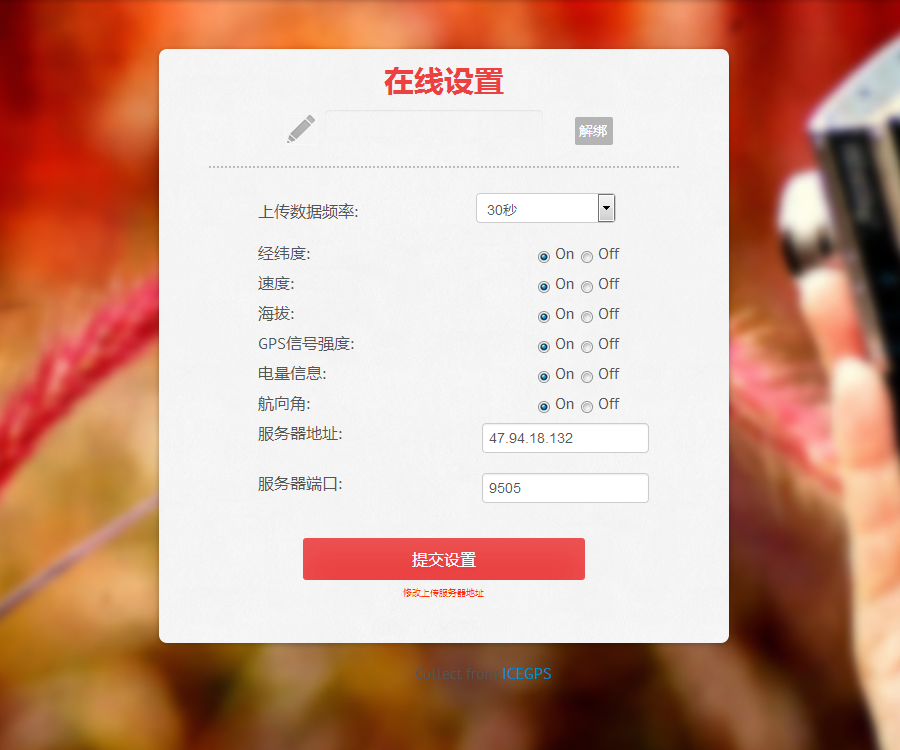 在线设置
解绑
上传数据频率: 30秒
经纬度: On Off
速度: On Off
海拔: On Off
GPS信号强度: On Off
电量信息: On Off
航向角: On Off
服务器地址: 47.94.18.132
服务器端口: 9505
提交设置
修改上传服务器地址
Collect from ICEGPS